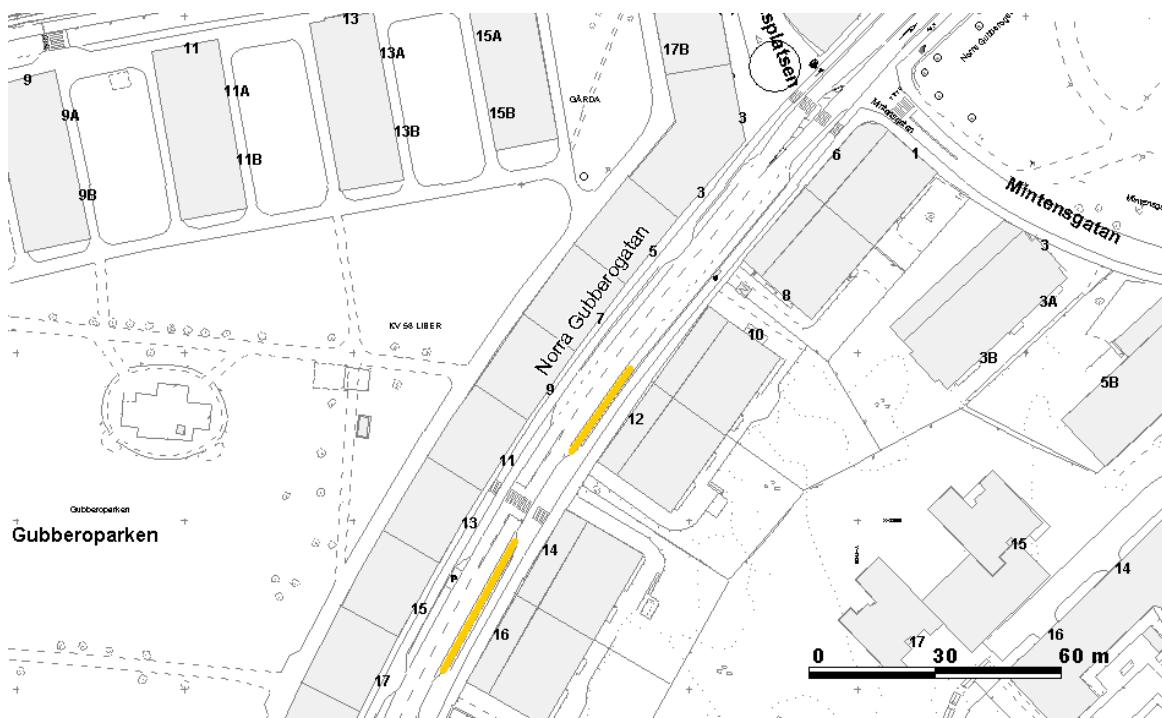 13
splatsen
Norra Gubberogatan
9
11
13A
15A
17B
9A
11A
GÅRDA
15B
13B
3
Mintensgatan
6
1
11B
9B
3
Mintensgatan
5
3
Norra Gubberogatan
7
8
3A
KV 58 LIBER
10
3B
9
5B
12
11
Gubberoparken
Gubberoparken
13
14
15
14
15
16
17
16
17
0 30 60 m